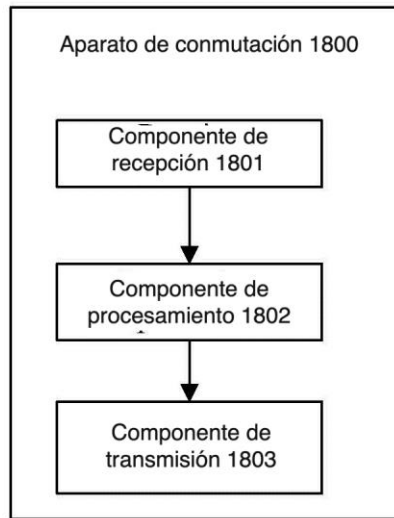 Aparato de conmutación 1800
Componente de
recepción 1801
Componente de
procesamiento 1802
Componente de
transmisión 1803